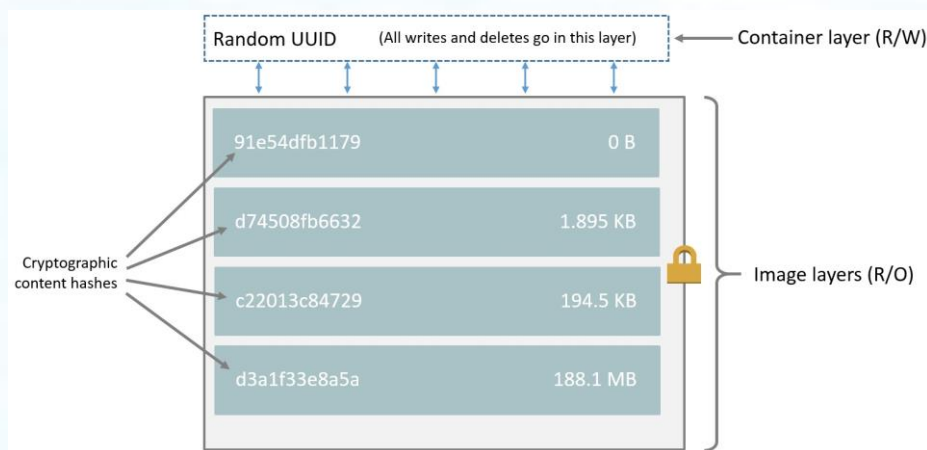 Random UUID (All writes and deletes go in this layer)
Container layer (R/W)
91e54dfb1179 0 B
d74508fb6632 1.895 KB
c22013c84729 194.5 KB
d3a1f33e8a5a 188.1 MB
Cryptographic
content hashes
Image layers (R/O)